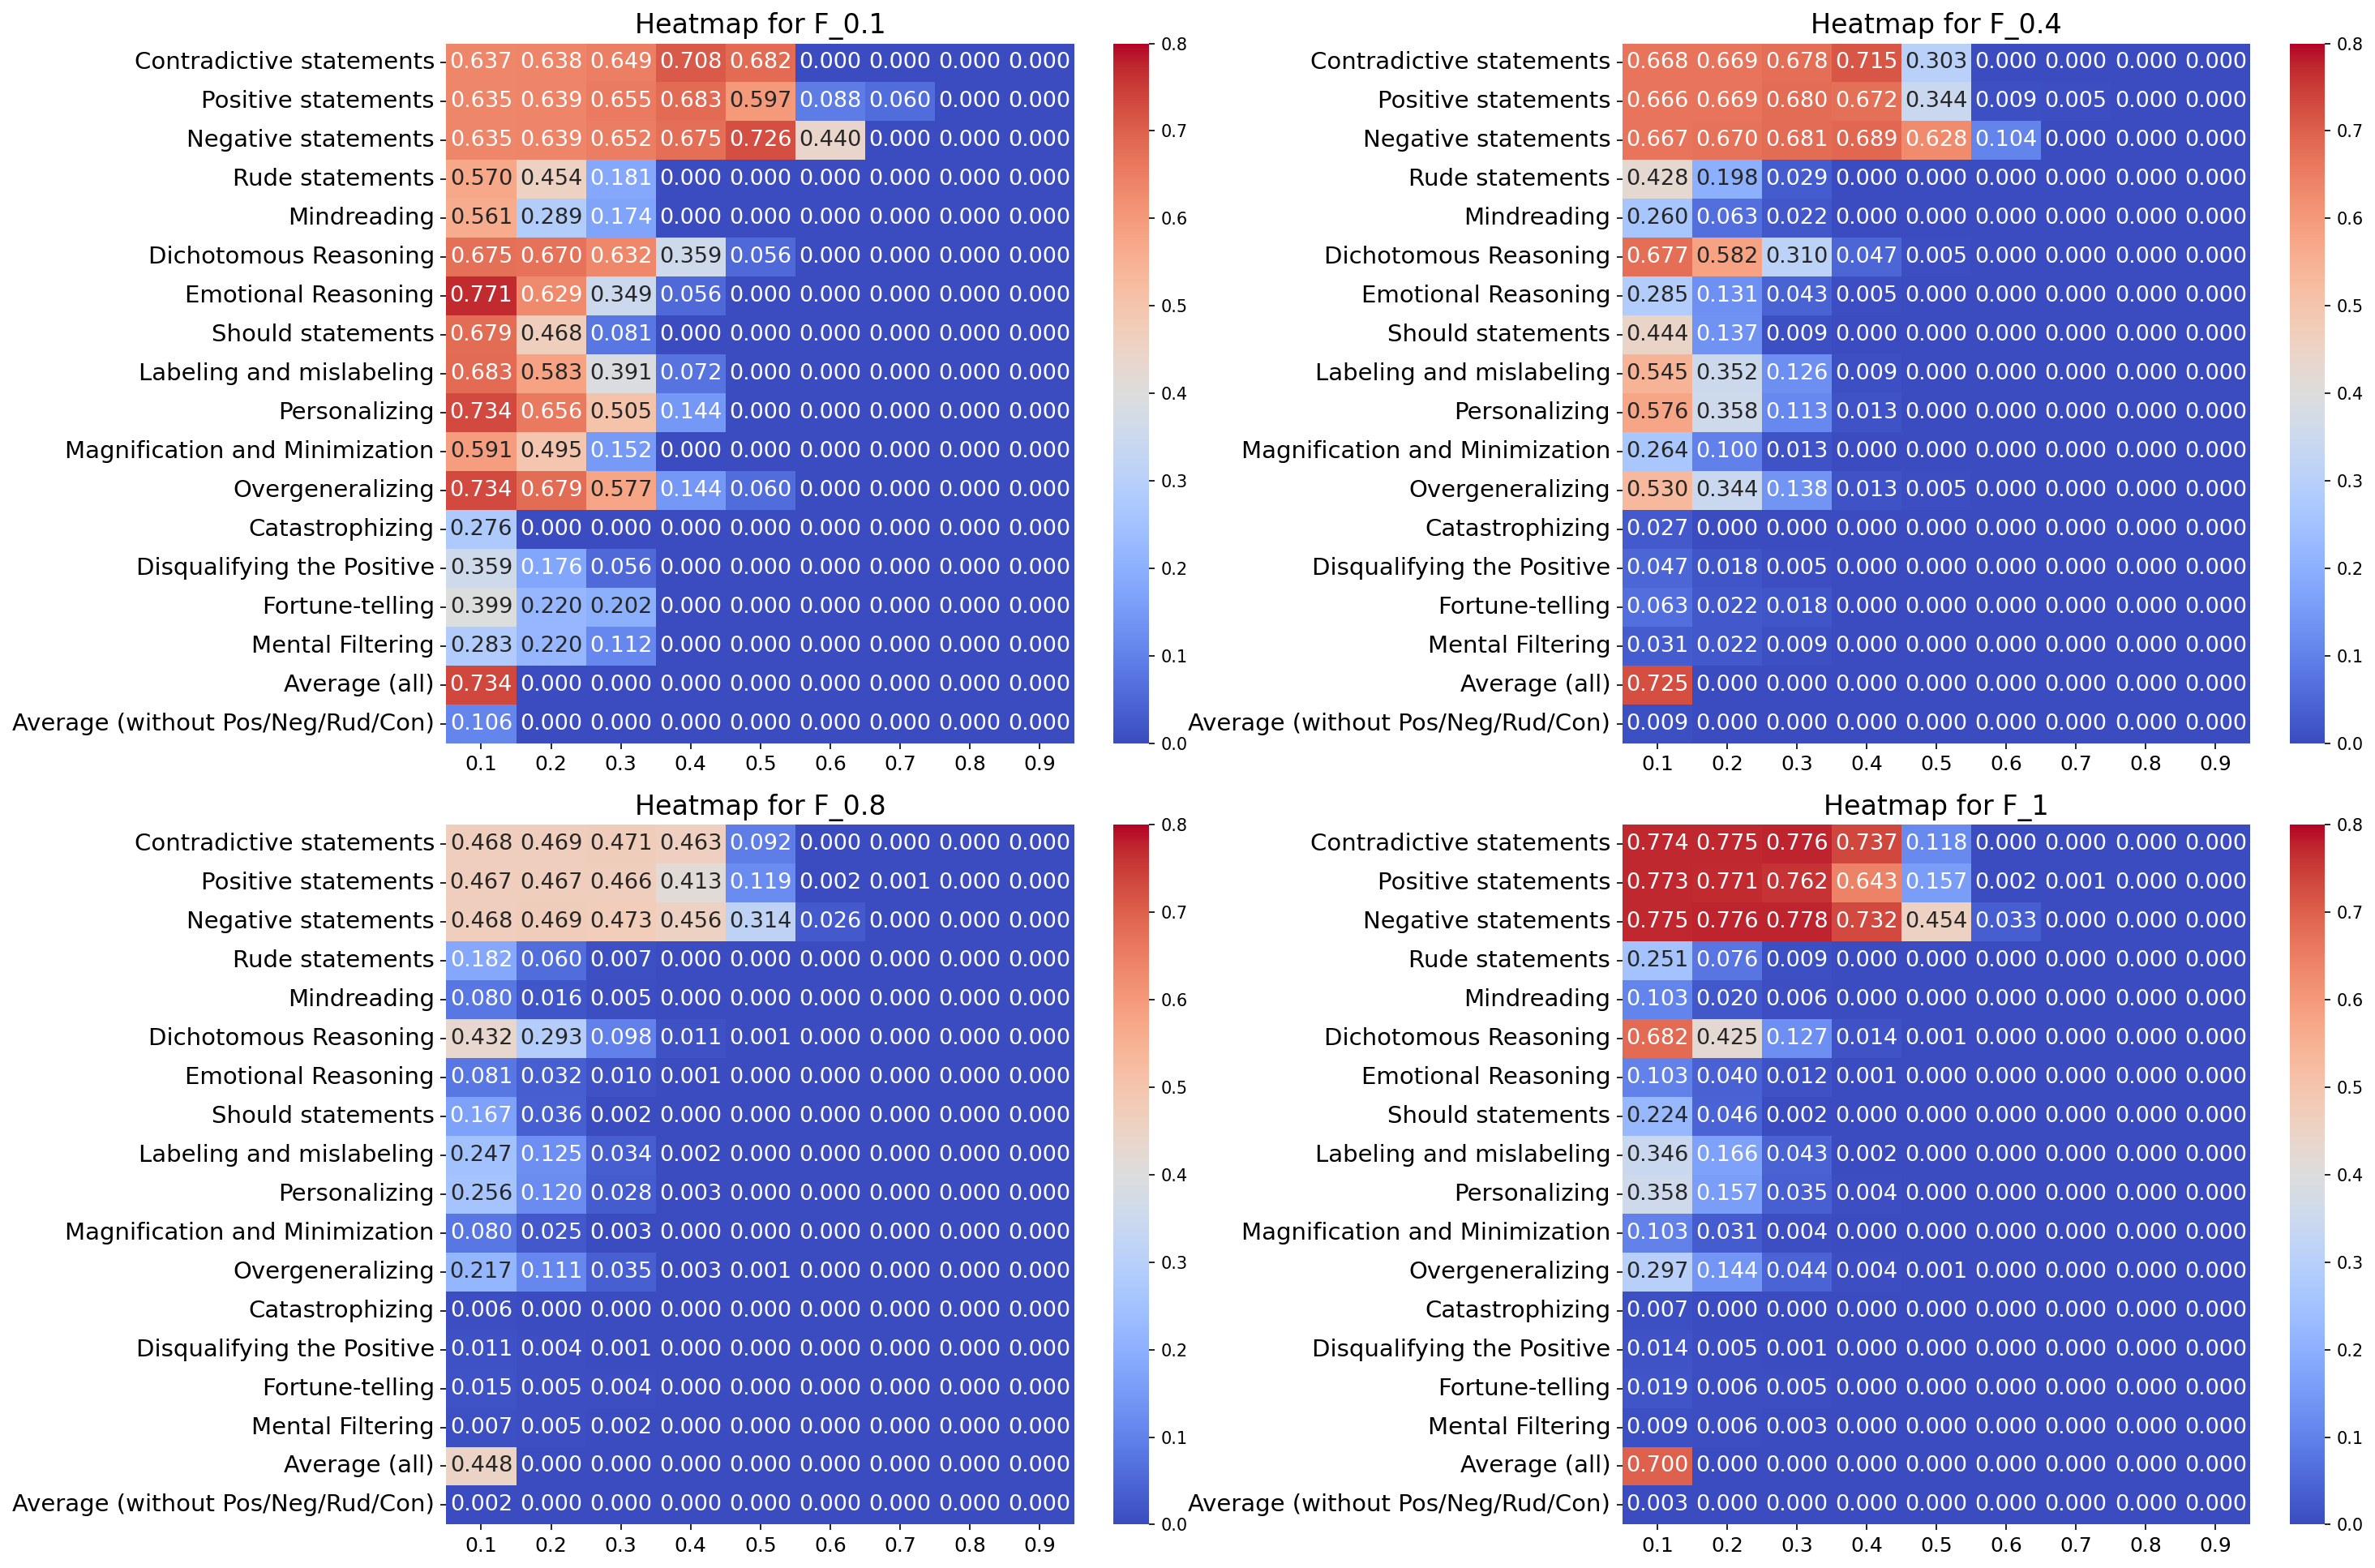 Heatmap for F_0.1
Contradictive statements 0.637 0.638 0.649 0.708 0.682 0.000 0.000 0.000 0.000
Positive statements 0.635 0.639 0.655 0.683 0.597 0.088 0.060 0.000 0.000
Negative statements 0.635 0.639 0.652 0.675 0.726 0.440 0.000 0.000 0.000
Rude statements 0.570 0.454 0.181 0.000 0.000 0.000 0.000 0.000 0.000
Mindreading 0.561 0.289 0.174 0.000 0.000 0.000 0.000 0.000 0.000
Dichotomous Reasoning 0.675 0.670 0.632 0.359 0.056 0.000 0.000 0.000 0.000
Emotional Reasoning 0.771 0.629 0.349 0.056 0.000 0.000 0.000 0.000 0.000
Should statements 0.679 0.468 0.081 0.000 0.000 0.000 0.000 0.000 0.000
Labeling and mislabeling 0.683 0.583 0.391 0.072 0.000 0.000 0.000 0.000 0.000
Personalizing 0.734 0.656 0.505 0.144 0.000 0.000 0.000 0.000 0.000
Magnification and Minimization 0.591 0.495 0.152 0.000 0.000 0.000 0.000 0.000 0.000
Overgeneralizing 0.734 0.679 0.577 0.144 0.060 0.000 0.000 0.000 0.000
Catastrophizing 0.276 0.000 0.000 0.000 0.000 0.000 0.000 0.000 0.000
Disqualifying the Positive 0.359 0.176 0.056 0.000 0.000 0.000 0.000 0.000 0.000
Fortune-telling 0.399 0.220 0.202 0.000 0.000 0.000 0.000 0.000 0.000
Mental Filtering 0.283 0.220 0.112 0.000 0.000 0.000 0.000 0.000 0.000
Average (all) 0.734 0.000 0.000 0.000 0.000 0.000 0.000 0.000 0.000
Average (without Pos/Neg/Rud/Con) 0.106 0.000 0.000 0.000 0.000 0.000 0.000 0.000 0.000
0.1 0.2 0.3 0.4 0.5 0.6 0.7 0.8 0.9
0.8
0.7
0.6
0.5
0.4
0.3
0.2
0.1
0.0
Heatmap for F_0.4
Contradictive statements 0.668 0.669 0.678 0.715 0.303 0.000 0.000 0.000 0.000
Positive statements 0.666 0.669 0.680 0.672 0.344 0.009 0.005 0.000 0.000
Negative statements 0.667 0.670 0.681 0.689 0.628 0.104 0.000 0.000 0.000
Rude statements 0.428 0.198 0.029 0.000 0.000 0.000 0.000 0.000 0.000
Mindreading 0.260 0.063 0.022 0.000 0.000 0.000 0.000 0.000 0.000
Dichotomous Reasoning 0.677 0.582 0.310 0.047 0.005 0.000 0.000 0.000 0.000
Emotional Reasoning 0.285 0.131 0.043 0.005 0.000 0.000 0.000 0.000 0.000
Should statements 0.444 0.137 0.009 0.000 0.000 0.000 0.000 0.000 0.000
Labeling and mislabeling 0.545 0.352 0.126 0.009 0.000 0.000 0.000 0.000 0.000
Personalizing 0.576 0.358 0.113 0.013 0.000 0.000 0.000 0.000 0.000
Magnification and Minimization 0.264 0.100 0.013 0.000 0.000 0.000 0.000 0.000 0.000
Overgeneralizing 0.530 0.344 0.138 0.013 0.005 0.000 0.000 0.000 0.000
Catastrophizing 0.027 0.000 0.000 0.000 0.000 0.000 0.000 0.000 0.000
Disqualifying the Positive 0.047 0.018 0.005 0.000 0.000 0.000 0.000 0.000 0.000
Fortune-telling 0.063 0.022 0.018 0.000 0.000 0.000 0.000 0.000 0.000
Mental Filtering 0.031 0.022 0.009 0.000 0.000 0.000 0.000 0.000 0.000
Average (all) 0.725 0.000 0.000 0.000 0.000 0.000 0.000 0.000 0.000
Average (without Pos/Neg/Rud/Con) 0.009 0.000 0.000 0.000 0.000 0.000 0.000 0.000 0.000
0.1 0.2 0.3 0.4 0.5 0.6 0.7 0.8 0.9
0.8
0.7
0.6
0.5
0.4
0.3
0.2
0.1
0.0
Heatmap for F_0.8
Contradictive statements 0.468 0.469 0.471 0.463 0.092 0.000 0.000 0.000 0.000
Positive statements 0.467 0.467 0.466 0.413 0.119 0.002 0.001 0.000 0.000
Negative statements 0.468 0.469 0.473 0.456 0.314 0.026 0.000 0.000 0.000
Rude statements 0.182 0.060 0.007 0.000 0.000 0.000 0.000 0.000 0.000
Mindreading 0.080 0.016 0.005 0.000 0.000 0.000 0.000 0.000 0.000
Dichotomous Reasoning 0.432 0.293 0.098 0.011 0.001 0.000 0.000 0.000 0.000
Emotional Reasoning 0.081 0.032 0.010 0.001 0.000 0.000 0.000 0.000 0.000
Should statements 0.167 0.036 0.002 0.000 0.000 0.000 0.000 0.000 0.000
Labeling and mislabeling 0.247 0.125 0.034 0.002 0.000 0.000 0.000 0.000 0.000
Personalizing 0.256 0.120 0.028 0.003 0.000 0.000 0.000 0.000 0.000
Magnification and Minimization 0.080 0.025 0.003 0.000 0.000 0.000 0.000 0.000 0.000
Overgeneralizing 0.217 0.111 0.035 0.003 0.001 0.000 0.000 0.000 0.000
Catastrophizing 0.006 0.000 0.000 0.000 0.000 0.000 0.000 0.000 0.000
Disqualifying the Positive 0.011 0.004 0.001 0.000 0.000 0.000 0.000 0.000 0.000
Fortune-telling 0.015 0.005 0.004 0.000 0.000 0.000 0.000 0.000 0.000
Mental Filtering 0.007 0.005 0.002 0.000 0.000 0.000 0.000 0.000 0.000
Average (all) 0.448 0.000 0.000 0.000 0.000 0.000 0.000 0.000 0.000
Average (without Pos/Neg/Rud/Con) 0.002 0.000 0.000 0.000 0.000 0.000 0.000 0.000 0.000
0.1 0.2 0.3 0.4 0.5 0.6 0.7 0.8 0.9
0.8
0.7
0.6
0.5
0.4
0.3
0.2
0.1
0.0
Heatmap for F_1
Contradictive statements 0.774 0.775 0.776 0.737 0.118 0.000 0.000 0.000 0.000
Positive statements 0.773 0.771 0.762 0.643 0.157 0.002 0.001 0.000 0.000
Negative statements 0.775 0.776 0.778 0.732 0.454 0.033 0.000 0.000 0.000
Rude statements 0.251 0.076 0.009 0.000 0.000 0.000 0.000 0.000 0.000
Mindreading 0.103 0.020 0.006 0.000 0.000 0.000 0.000 0.000 0.000
Dichotomous Reasoning 0.682 0.425 0.127 0.014 0.001 0.000 0.000 0.000 0.000
Emotional Reasoning 0.103 0.040 0.012 0.001 0.000 0.000 0.000 0.000 0.000
Should statements 0.224 0.046 0.002 0.000 0.000 0.000 0.000 0.000 0.000
Labeling and mislabeling 0.346 0.166 0.043 0.002 0.000 0.000 0.000 0.000 0.000
Personalizing 0.358 0.157 0.035 0.004 0.000 0.000 0.000 0.000 0.000
Magnification and Minimization 0.103 0.031 0.004 0.000 0.000 0.000 0.000 0.000 0.000
Overgeneralizing 0.297 0.144 0.044 0.004 0.001 0.000 0.000 0.000 0.000
Catastrophizing 0.007 0.000 0.000 0.000 0.000 0.000 0.000 0.000 0.000
Disqualifying the Positive 0.014 0.005 0.001 0.000 0.000 0.000 0.000 0.000 0.000
Fortune-telling 0.019 0.006 0.005 0.000 0.000 0.000 0.000 0.000 0.000
Mental Filtering 0.009 0.006 0.003 0.000 0.000 0.000 0.000 0.000 0.000
Average (all) 0.700 0.000 0.000 0.000 0.000 0.000 0.000 0.000 0.000
Average (without Pos/Neg/Rud/Con) 0.003 0.000 0.000 0.000 0.000 0.000 0.000 0.000 0.000
0.1 0.2 0.3 0.4 0.5 0.6 0.7 0.8 0.9
0.8
0.7
0.6
0.5
0.4
0.3
0.2
0.1
0.0